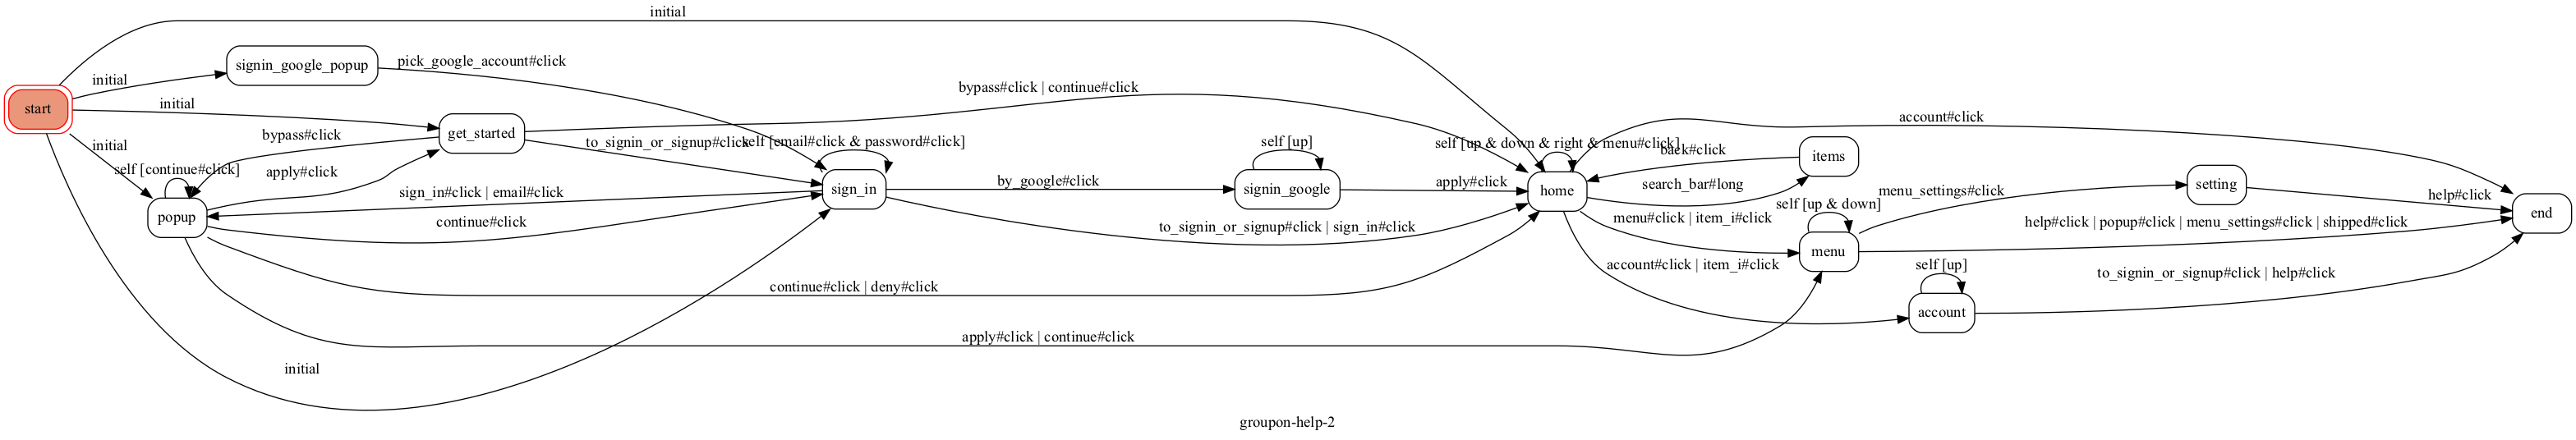 initial
signin_google_popup
pick_google_account#click
initial
bypass#click | continue#click
start
initial
account#click
get_started
bypass#click
to_signin_or_signup#click
self [email#click & password#click]
self [up]
self [up & down & right & menu#click]
back#click
items
initial
self [continue#click]
apply#click
sign_in#click | email#click
sign_in
by_google#click
signin_google
apply#click
home
search_bar#long
menu_settings#click
setting
help#click
popup
continue#click
to_signin_or_signup#click | sign_in#click
menu#click | item_i#click
self [up & down]
help#click | popup#click | menu_settings#click | shipped#click
end
menu
account#click | item_i#click
self [up]
to_signin_or_signup#click | help#click
continue#click | deny#click
account
apply#click | continue#click
initial
groupon-help-2